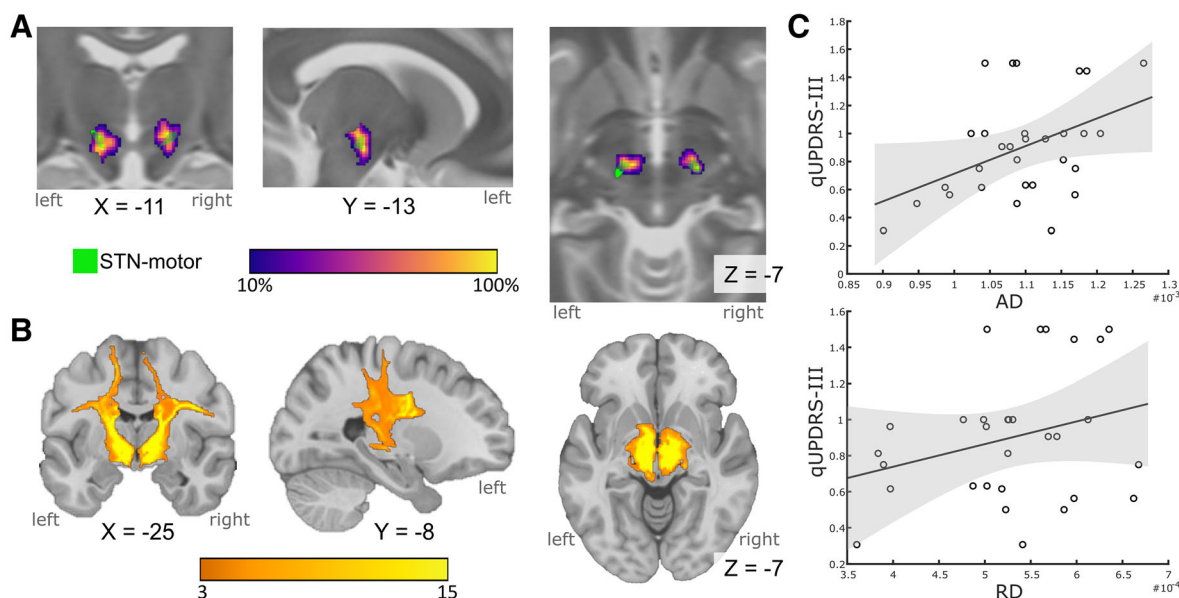 A
left
X = -11
right
Y = -13
left
STN-motor
10%
100%
Z = -7
left
right
B
left
X = -25
right
Y = -8
left
3
15
left
right
Z = -7
C
qUPDRS-III
1.8
1.6
1.4
1.2
1
0.8
0.6
0.4
0.2
0
0.85
0.9
0.95
1
1.05
1.1
1.15
1.2
1.25
1.3
AD
#10⁻³
qUPDRS-III
1.6
1.4
1.2
1
0.8
0.6
0.4
0.2
3.5
4
4.5
5
5.5
6
6.5
7
RD
#10⁻⁴